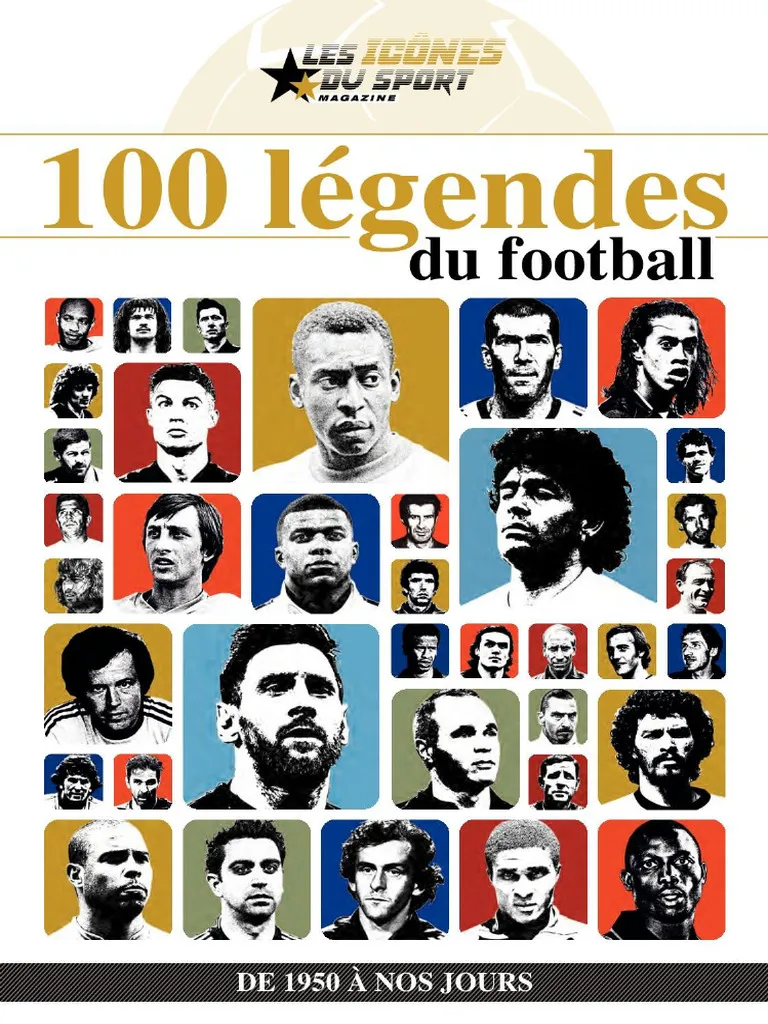 LES ICÔNES
DU SPORT
MAGAZINE
100 légendes
du football
DE 1950 À NOS JOURS